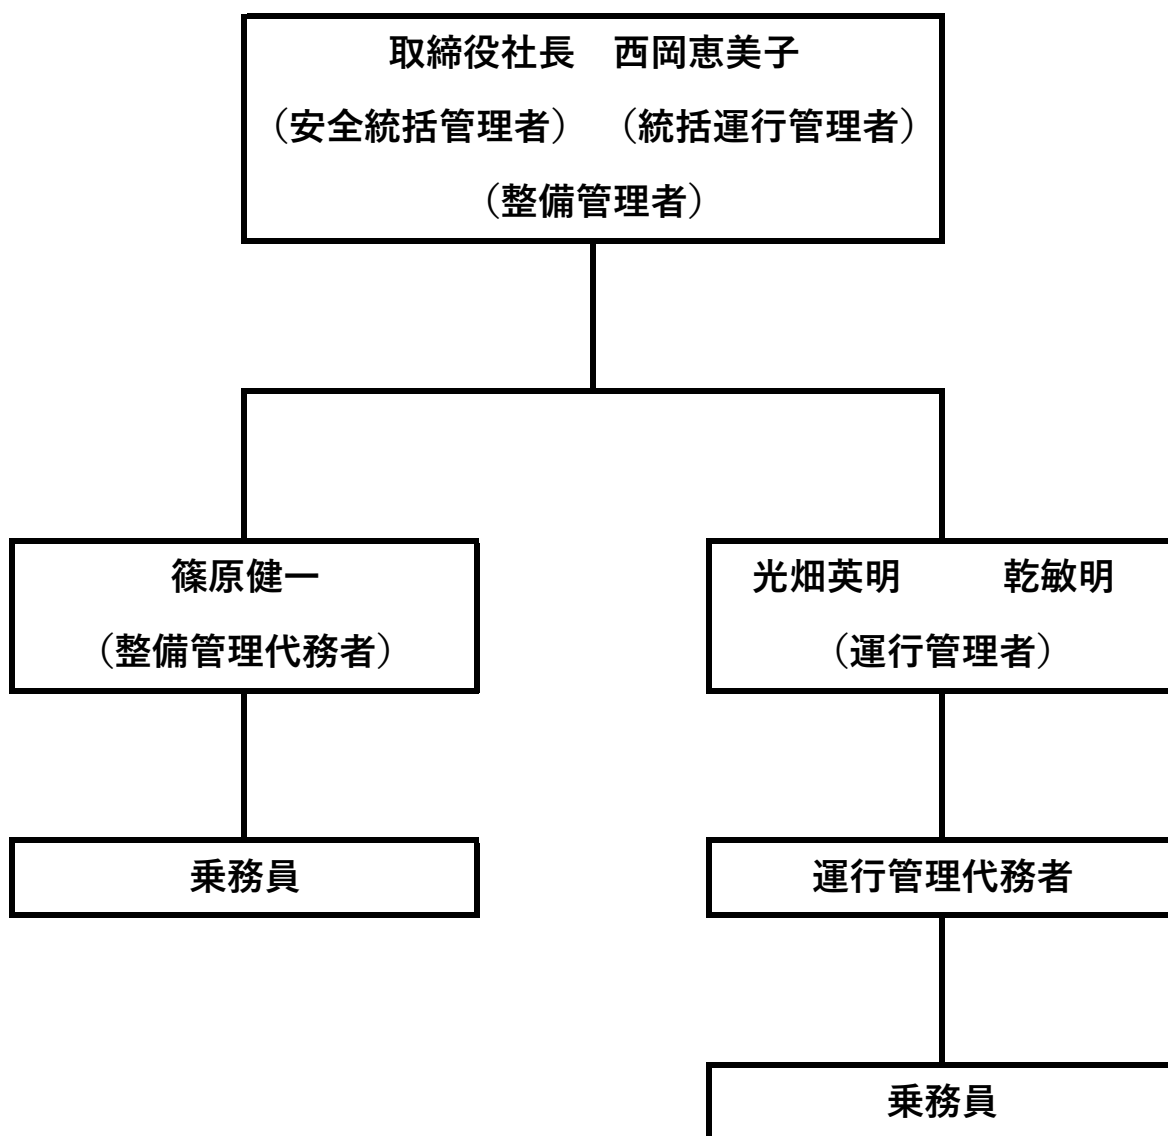 取締役社長　西岡恵美子
（安全統括管理者）　（統括運行管理者）
（整備管理者）
篠原健一
（整備管理代務者）
光畑英明　　　乾敏明
（運行管理者）
乗務員
運行管理代務者
乗務員